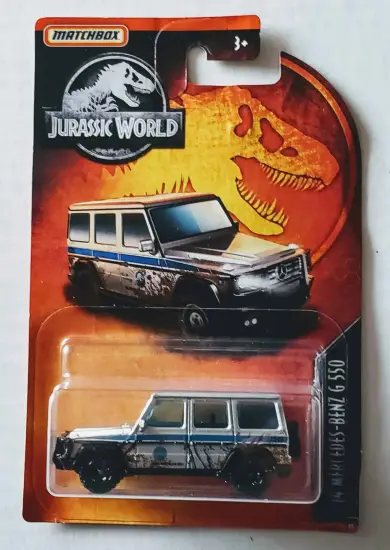 MATCHBOX
3+
JURASSIC WORLD
14 MERCEDES-BENZ G 550